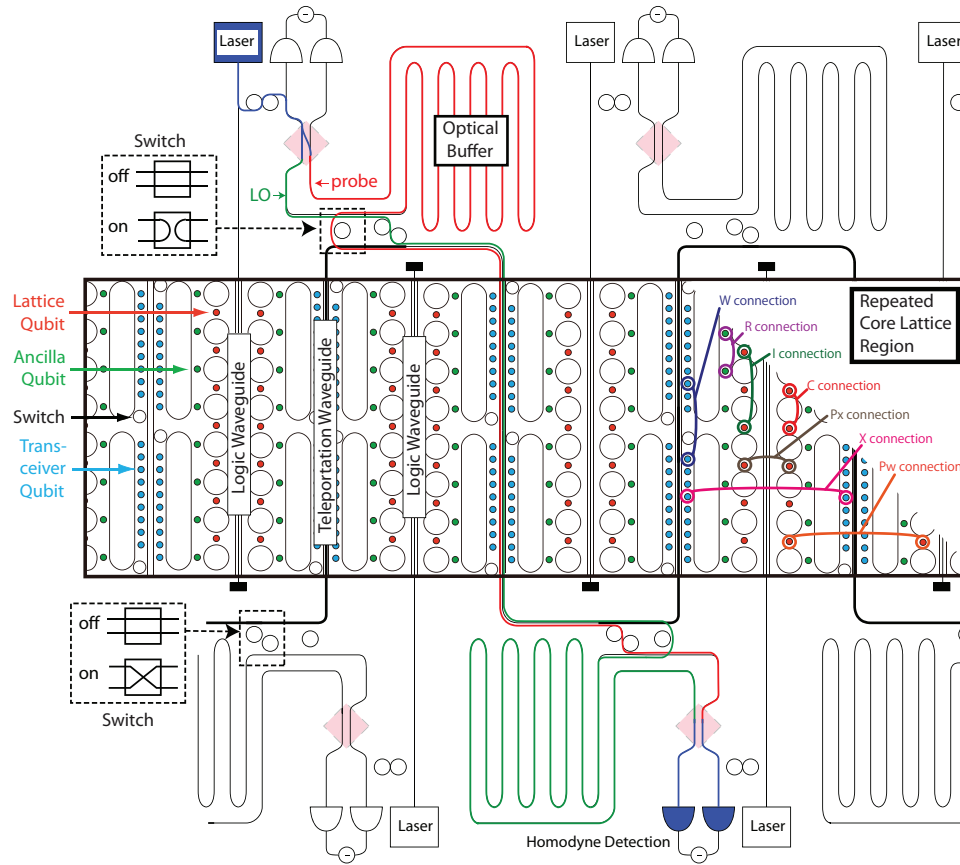 Laser
Laser
Laser
Switch
off
on
Optical
Buffer
probe
LO
Lattice
Qubit
Ancilla
Qubit
Switch
Trans-
ceiver
Qubit
Logic Waveguide
Teleportation Waveguide
Logic Waveguide
W connection
R connection
I connection
C connection
Px connection
X connection
Pw connection
Repeated
Core Lattice
Region
off
on
Switch
Laser
Homodyne Detection
Laser